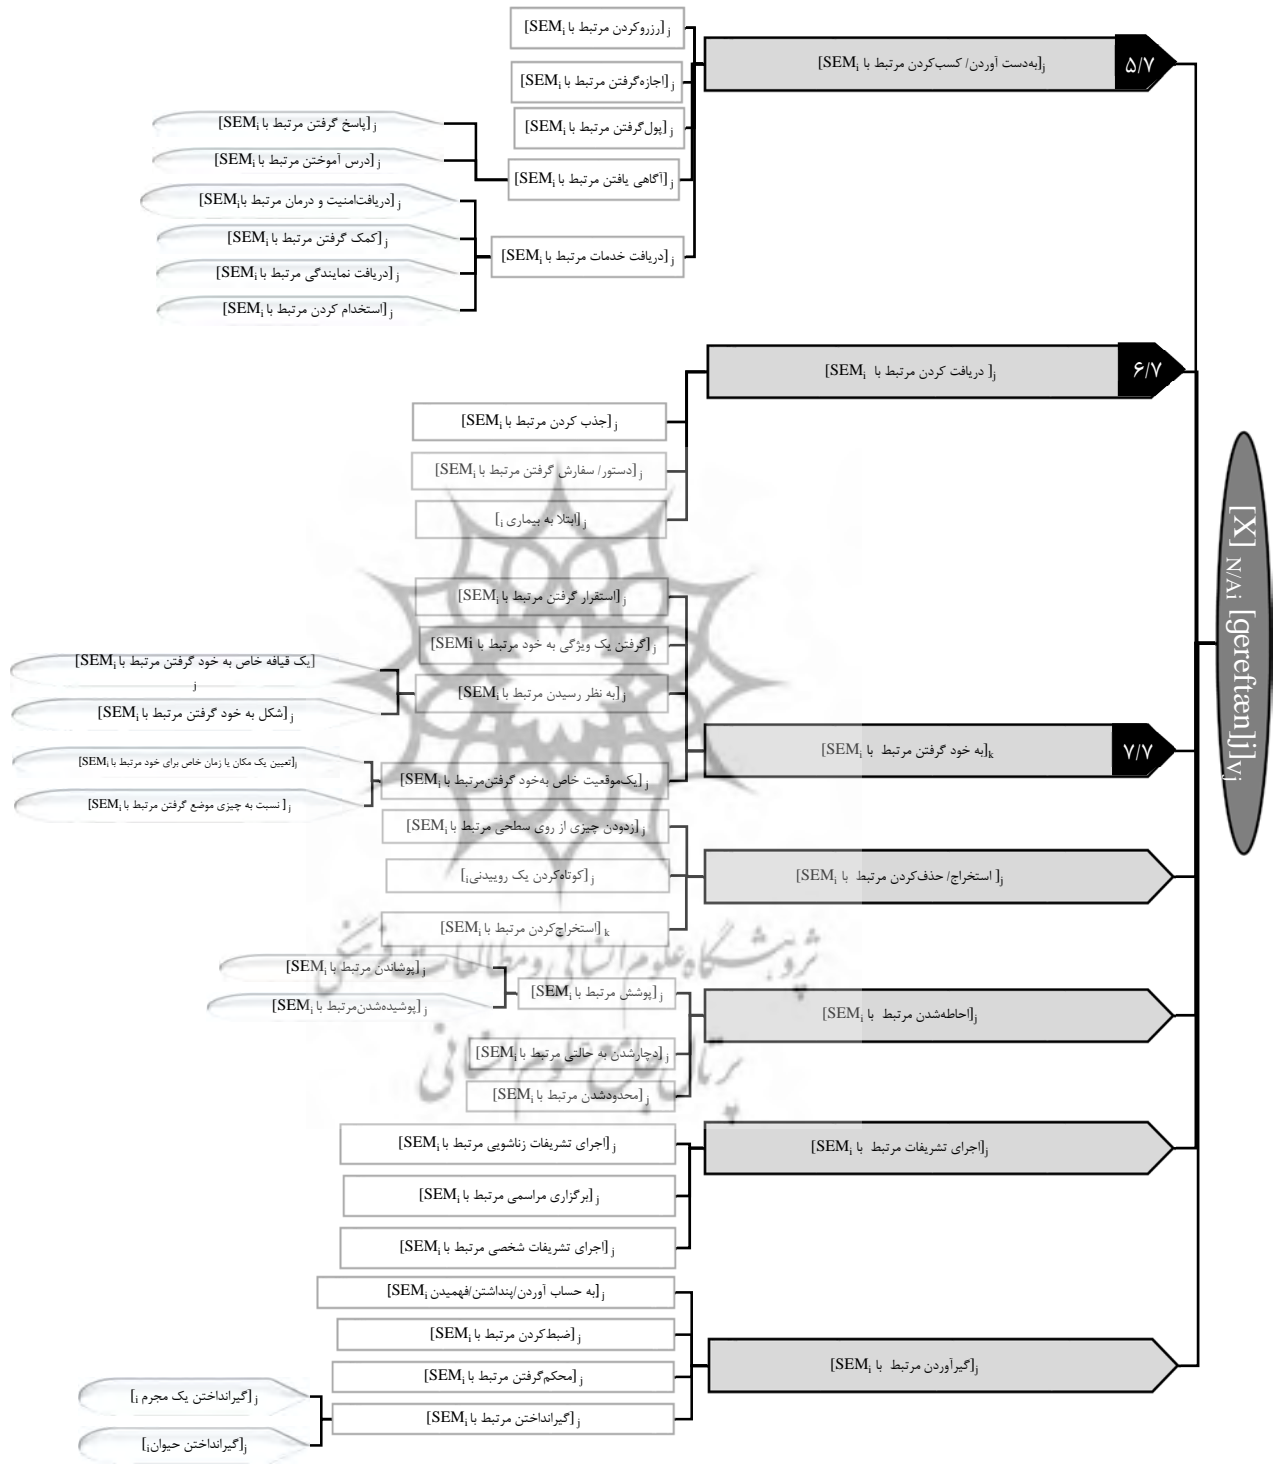 [X] N/Ai [gereftæn]j]Vj
۵/۷
[به‌دست آوردن/ کسب‌کردن مرتبط با SEMi]j
[رزروکردن مرتبط با SEMi] j
[اجازه‌گرفتن مرتبط با SEMi] j
[پول‌گرفتن مرتبط با SEMi] j
[آگاهی یافتن مرتبط با SEMi] j
[پاسخ گرفتن مرتبط با SEMi] j
[درس آموختن مرتبط با SEMi] j
[دریافت خدمات مرتبط با SEMi] j
[دریافت‌امنیت و درمان مرتبط باSEMi] j
[کمک گرفتن مرتبط با SEMi] j
[دریافت نمایندگی مرتبط با SEMi] j
[استخدام کردن مرتبط با SEMi] j
۶/۷
[ دریافت کردن مرتبط با SEMi]j
[جذب کردن مرتبط با SEMi] j
[دستور/ سفارش گرفتن مرتبط با SEMi] j
[ابتلا به بیماری i] j
۷/۷
[به خود گرفتن مرتبط با SEMi]k
[استقرار گرفتن مرتبط با SEMi] j
[گرفتن یک ویژگی به خود مرتبط با SEMi] j
[به نظر رسیدن مرتبط با SEMi] j
[یک قیافه خاص به خود گرفتن مرتبط با SEMi]
j
[شکل به خود گرفتن مرتبط با SEMi] j
[یک‌موقعیت خاص به‌خود گرفتن‌مرتبط با SEMi] j
[تعیین یک مکان یا زمان خاص برای خود مرتبط با SEMi]j
[ نسبت به چیزی موضع گرفتن مرتبط با SEMi] j
[ استخراج/ حذف‌کردن مرتبط با SEMi]j
[زدودن چیزی از روی سطحی مرتبط با SEMi] j
[کوتاه‌کردن یک روییدنیi] j
[استخراج‌کردن مرتبط با SEMi] k
[احاطه‌شدن مرتبط با SEMi]j
[پوشش مرتبط با SEMi] j
[پوشاندن مرتبط با SEMi] j
[پوشیده‌شدن‌مرتبط با SEMi] j
[دچارشدن به حالتی مرتبط با SEMi] j
[محدودشدن مرتبط با SEMi] j
[اجرای تشریفات مرتبط با SEMi]j
[اجرای تشریفات زناشویی مرتبط با SEMi] j
[برگزاری مراسمی مرتبط با SEMi] j
[اجرای تشریفات شخصی مرتبط با SEMi] j
[گیرآوردن مرتبط با SEMi]j
[به حساب آوردن/پنداشتن/فهمیدن SEMi] j
[ضبط‌کردن مرتبط با SEMi] j
[محکم‌گرفتن مرتبط با SEMi] j
[گیرانداختن مرتبط با SEMi] j
[گیرانداختن یک مجرم i] j
[گیرانداختن حیوانi]j
پژوهشگاه علوم انسانی و مطالعات فرهنگی
پرتال جامع علوم انسانی